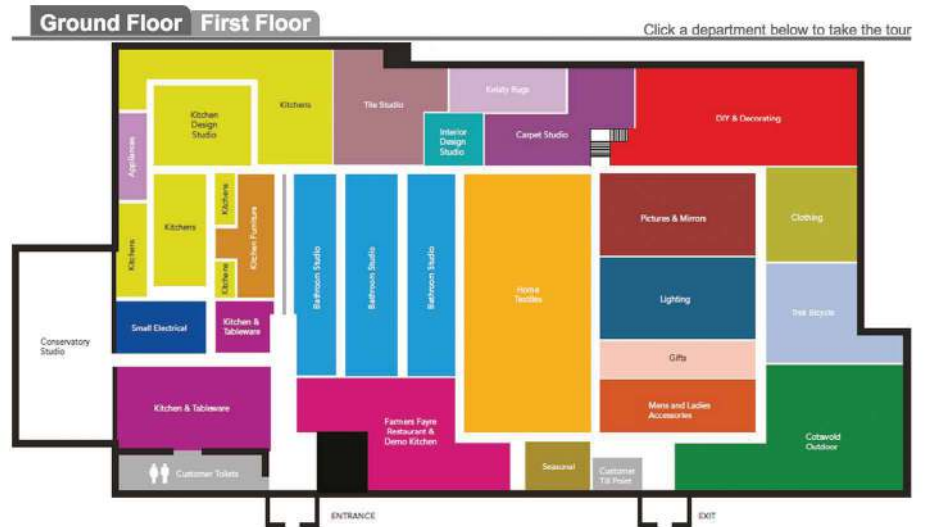 Ground Floor First Floor
Click a department below to take the tour
Kitchens
Tile Studio
Kelaty Rugs
Kitchen
Design
Studio
Interior
Design
Studio
Carpet Studio
DIY & Decorating
Appliances
Kitchens
Kitchens
Kitchens
Kitchens
Kitchen Furniture
Bathroom Studio
Bathroom Studio
Bathroom Studio
Home
Textiles
Pictures & Mirrors
Clothing
Lighting
Trek Bicycle
Small Electrical
Kitchen &
Tableware
Conservatory
Studio
Gifts
Kitchen & Tableware
Farmers Fayre
Restaurant &
Demo Kitchen
Mens and Ladies
Accessories
Cotswold
Outdoor
Customer Toilets
Seasonal
Customer
Till Point
ENTRANCE
EXIT